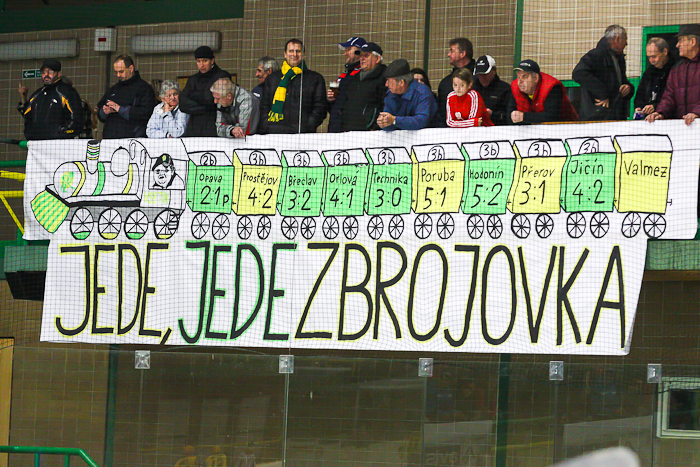 2b 3b 3b 3b 3b 3b 3b 3b 3b
Opava Prostějov Břeclav Orlová Technika Poruba Hodonín Přerov Jičín Valmez
21p 4:2 3:2 4:1 3:0 5:1 5:2 3:1 4:2
JEDE, JEDE ZBROJOVKA